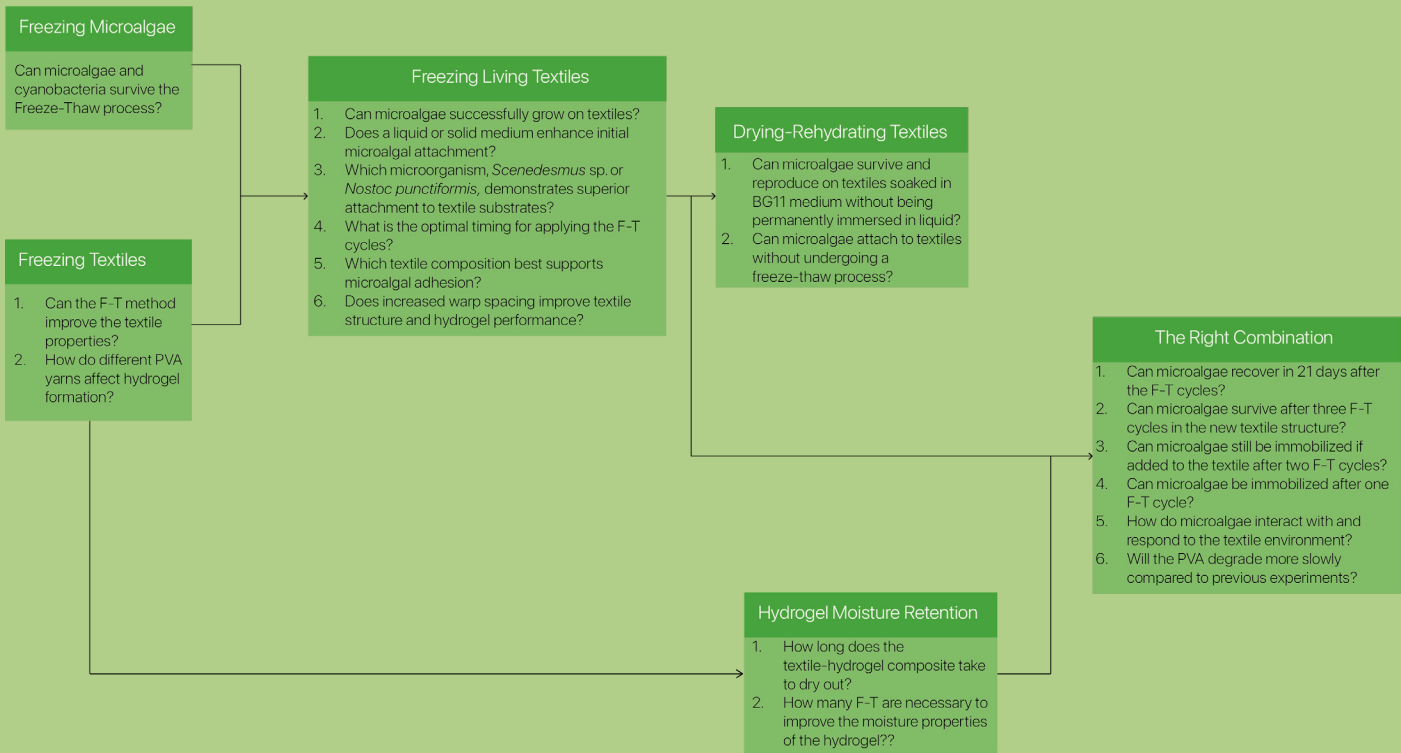 Freezing Microalgae
Can microalgae and
cyanobacteria survive the
Freeze-Thaw process?
Freezing Textiles
1. Can the F-T method
improve the textile
properties?
2. How do different PVA
yarns affect hydrogel
formation?
Freezing Living Textiles
1. Can microalgae successfully grow on textiles?
2. Does a liquid or solid medium enhance initial
microalgal attachment?
3. Which microorganism, Scenedesmus sp. or
Nostoc punctiformis, demonstrates superior
attachment to textile substrates?
4. What is the optimal timing for applying the F-T
cycles?
5. Which textile composition best supports
microalgal adhesion?
6. Does increased warp spacing improve textile
structure and hydrogel performance?
Drying-Rehydrating Textiles
1. Can microalgae survive and
reproduce on textiles soaked in
BG11 medium without being
permanently immersed in liquid?
2. Can microalgae attach to textiles
without undergoing a
freeze-thaw process?
The Right Combination
1. Can microalgae recover in 21 days after
the F-T cycles?
2. Can microalgae survive after three F-T
cycles in the new textile structure?
3. Can microalgae still be immobilized if
added to the textile after two F-T cycles?
4. Can microalgae be immobilized after one
F-T cycle?
5. How do microalgae interact with and
respond to the textile environment?
6. Will the PVA degrade more slowly
compared to previous experiments?
Hydrogel Moisture Retention
1. How long does the
textile-hydrogel composite take
to dry out?
2. How many F-T are necessary to
improve the moisture properties
of the hydrogel??